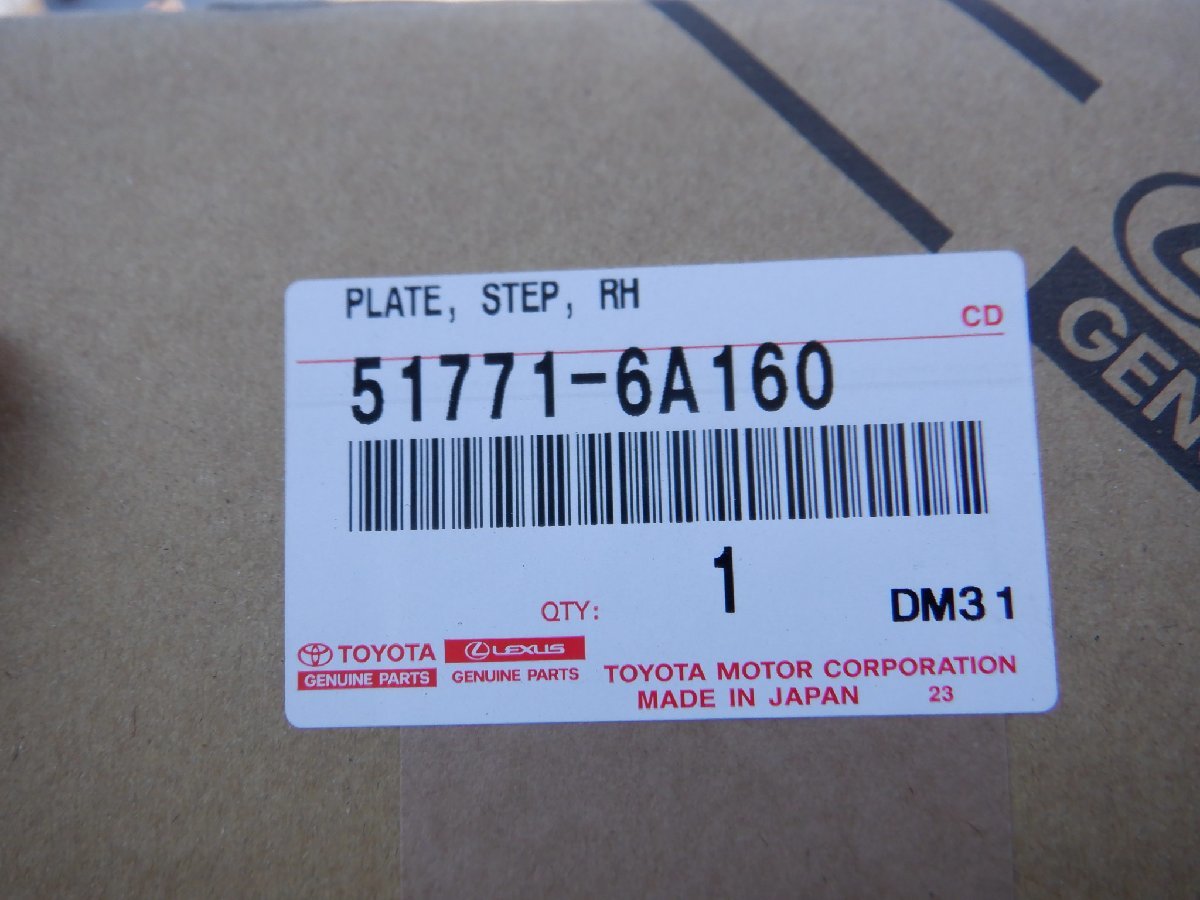 PLATE, STEP, RH
CD
51771-6A160
1
QTY:
DM31
TOYOTA
GENUINE PARTS
LEXUS
GENUINE PARTS
TOYOTA MOTOR CORPORATION
MADE IN JAPAN 23
GEN